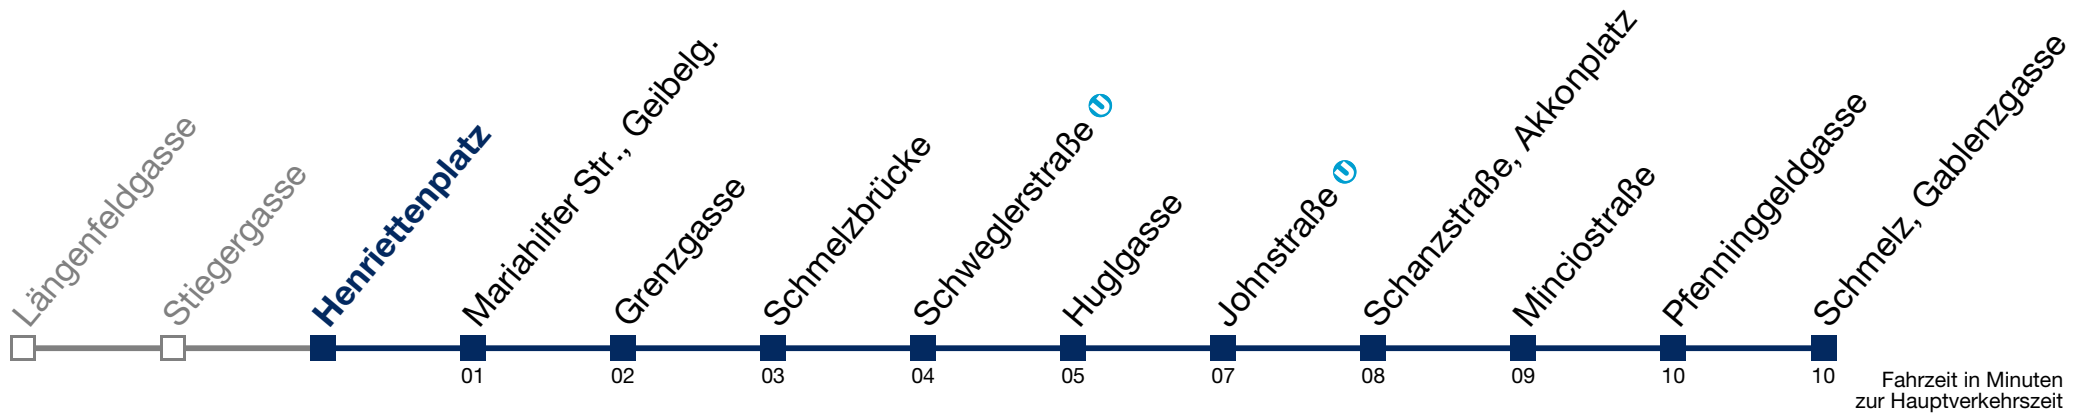 Längenfeldgasse
Stiegergasse
Henriettenplatz
Mariahilfer Str., Geibelg.
Grenzgasse
Schmelzbrücke
Schweglerstraße U
Huglgasse
Johnstraße U
Schanzstraße, Akkonplatz
Minciostraße
Pfenninggeldgasse
Schmelz, Gablenzgasse
01 02 03 04 05 07 08 09 10 10
Fahrzeit in Minuten
zur Hauptverkehrszeit